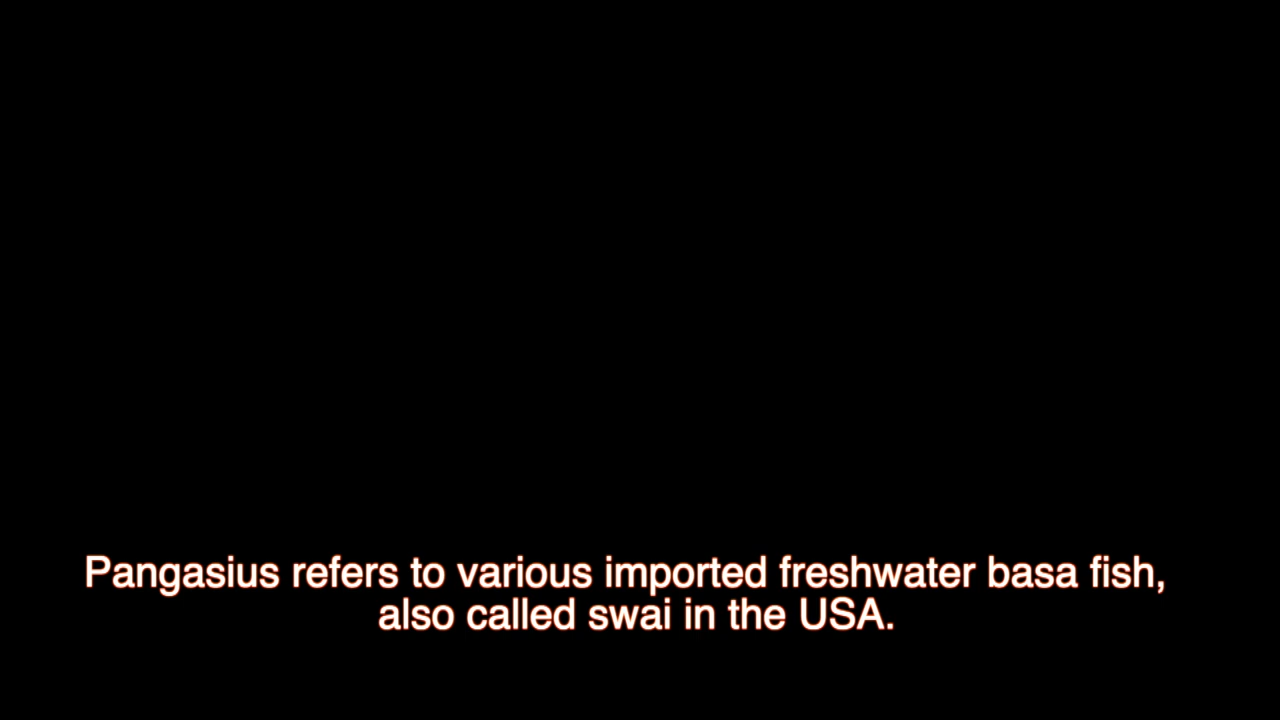 Pangasius refers to various imported freshwater basa fish,
also called swai in the USA.